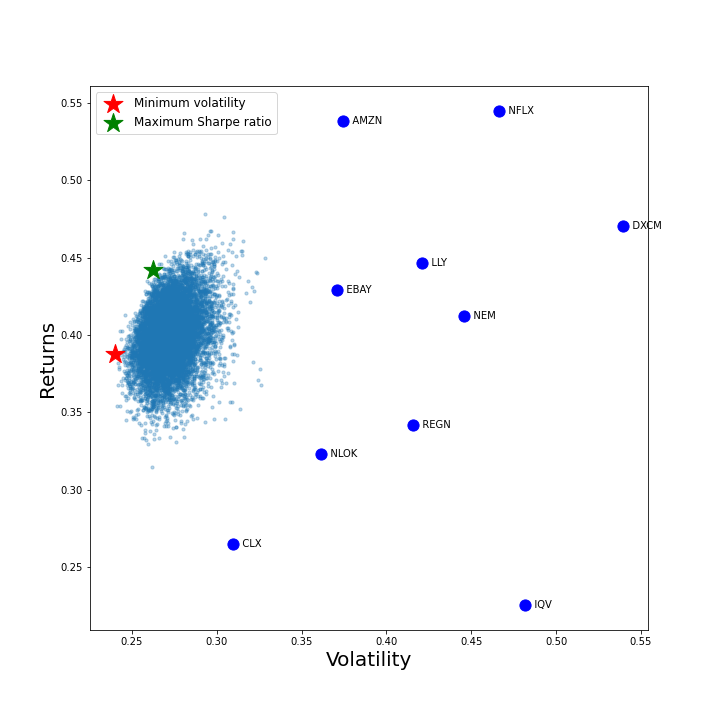 Minimum volatility
Maximum Sharpe ratio
0.55
0.50
0.45
0.40
0.35
0.30
0.25
Returns
AMZN
NFLX
DXCM
LLY
EBAY
NEM
REGN
NLOK
CLX
IQV
0.25 0.30 0.35 0.40 0.45 0.50 0.55
Volatility